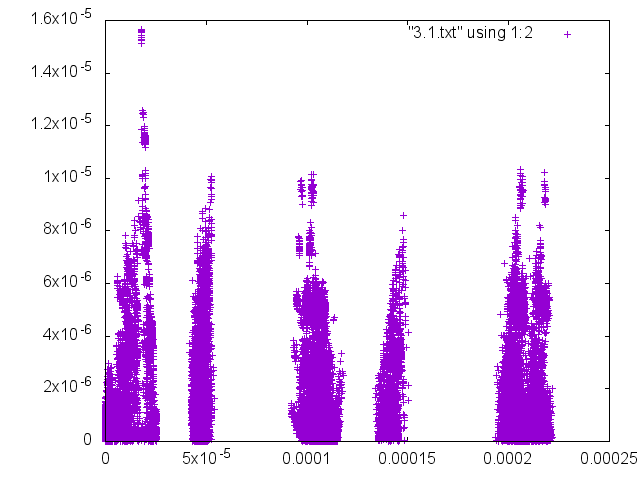 1.6x10⁻⁵
"3.1.txt" using 1:2
1.4x10⁻⁵
1.2x10⁻⁵
1x10⁻⁵
8x10⁻⁶
6x10⁻⁶
4x10⁻⁶
2x10⁻⁶
0
0 5x10⁻⁵ 0.0001 0.00015 0.0002 0.00025